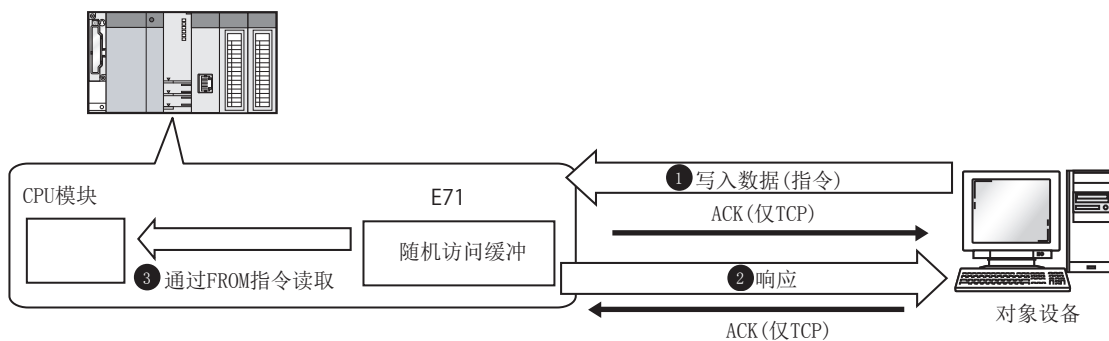 CPU模块
E71
随机访问缓冲
3 通过FROM指令读取
1 写入数据(指令)
ACK(仅TCP)
2 响应
ACK(仅TCP)
对象设备